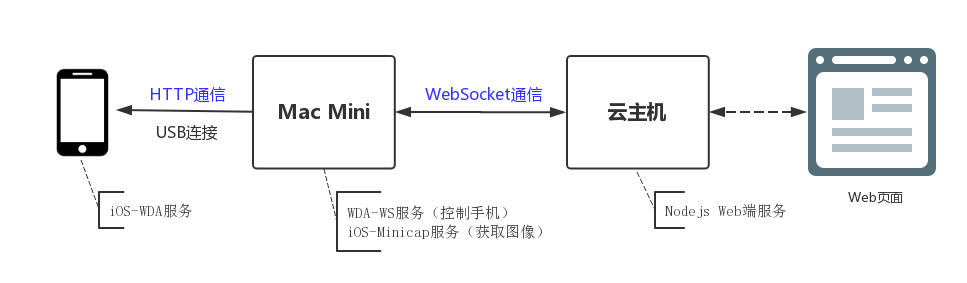 HTTP通信
USB连接
iOS-WDA服务
Mac Mini
WDA-WS服务（控制手机）
iOS-Minicap服务（获取图像）
WebSocket通信
云主机
Nodejs Web端服务
Web页面